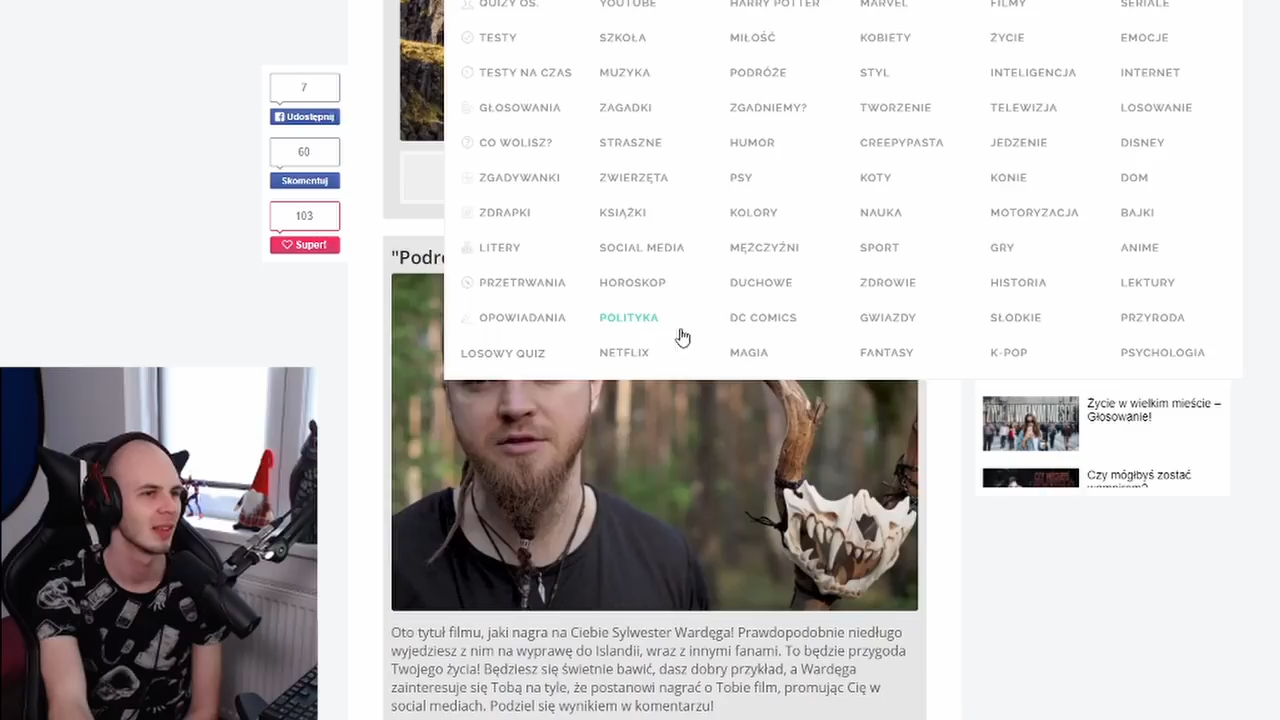 QUIZY OS. YOUTUBE HARRY POTTER MARVEL FILMY SERIALE
TESTY SZKOŁA MIŁOŚĆ KOBIETY ŻYCIE EMOCJE
TESTY NA CZAS MUZYKA PODRÓŻE STYL INTELIGENCJA INTERNET
GŁOSOWANIA ZAGADKI ZGADNIEMY? TWORZENIE TELEWIZJA LOSOWANIE
CO WOLISZ? STRASZNE HUMOR CREEPYPASTA JEDZENIE DISNEY
ZGADYWANKI ZWIERZĘTA PSY KOTY KONIE DOM
ZDRAPKI KSIĄŻKI KOLORY NAUKA MOTORYZACJA BAJKI
LITERY SOCIAL MEDIA MĘŻCZYŹNI SPORT GRY ANIME
PRZETRWANIA HOROSKOP DUCHOWE ZDROWIE HISTORIA LEKTURY
OPOWIADANIA POLITYKA DC COMICS GWIAZDY SŁODKIE PRZYRODA
LOSOWY QUIZ NETFLIX MAGIA FANTASY K-POP PSYCHOLOGIA
7
Udostępnij
60
Skomentuj
103
Super!
"Podr
ŻYCIE W WIELKIM MIEŚCIE
Życie w wielkim mieście –
Głosowanie!
Czy mógłbyś zostać
wampirem?
Oto tytuł filmu, jaki nagra na Ciebie Sylwester Wardęga! Prawdopodobnie niedługo
wyjedziesz z nim na wyprawę do Islandii, wraz z innymi fanami. To będzie przygoda
Twojego życia! Będziesz się świetnie bawić, dasz dobry przykład, a Wardęga
zainteresuje się Tobą na tyle, że postanowi nagrać o Tobie film, promując Cię w
social mediach. Podziel się wynikiem w komentarzu!